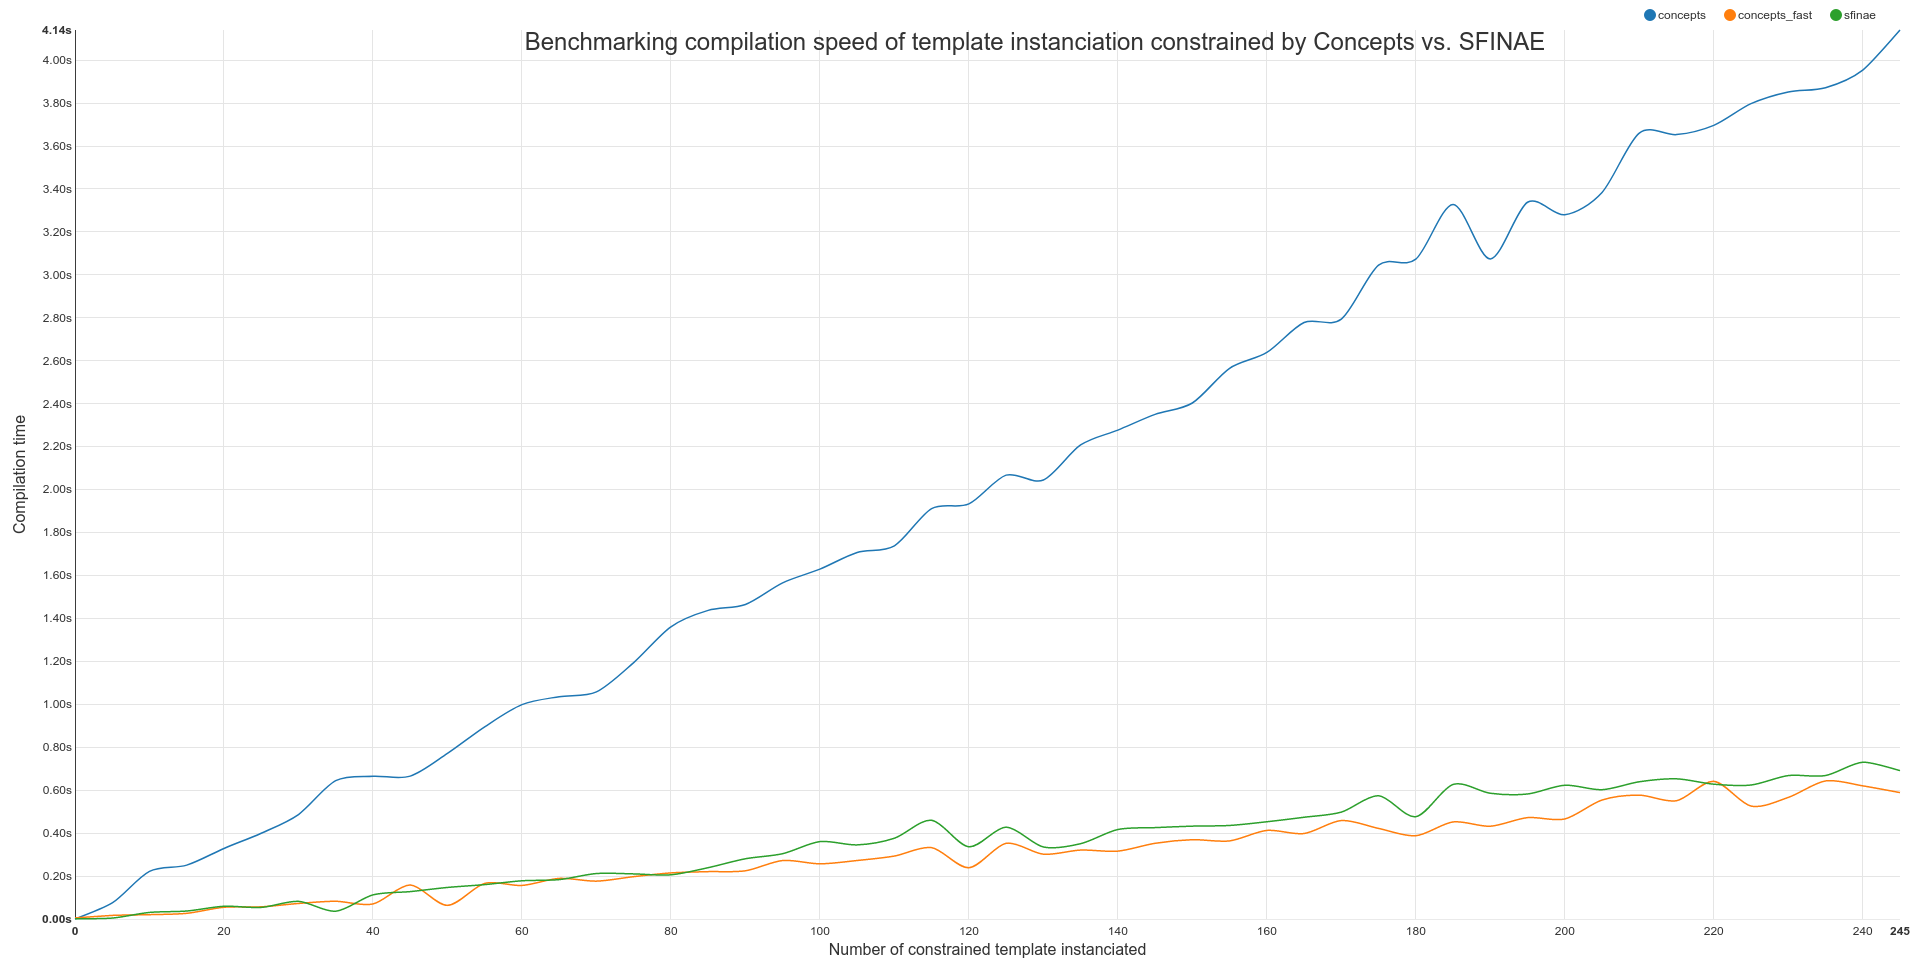 concepts concepts_fast sfinae
Benchmarking compilation speed of template instanciation constrained by Concepts vs. SFINAE
4.14s
4.00s
3.80s
3.60s
3.40s
3.20s
3.00s
2.80s
2.60s
2.40s
2.20s
2.00s
1.80s
1.60s
1.40s
1.20s
1.00s
0.80s
0.60s
0.40s
0.20s
0.00s
Compilation time
0 20 40 60 80 100 120 140 160 180 200 220 240 245
Number of constrained template instanciated